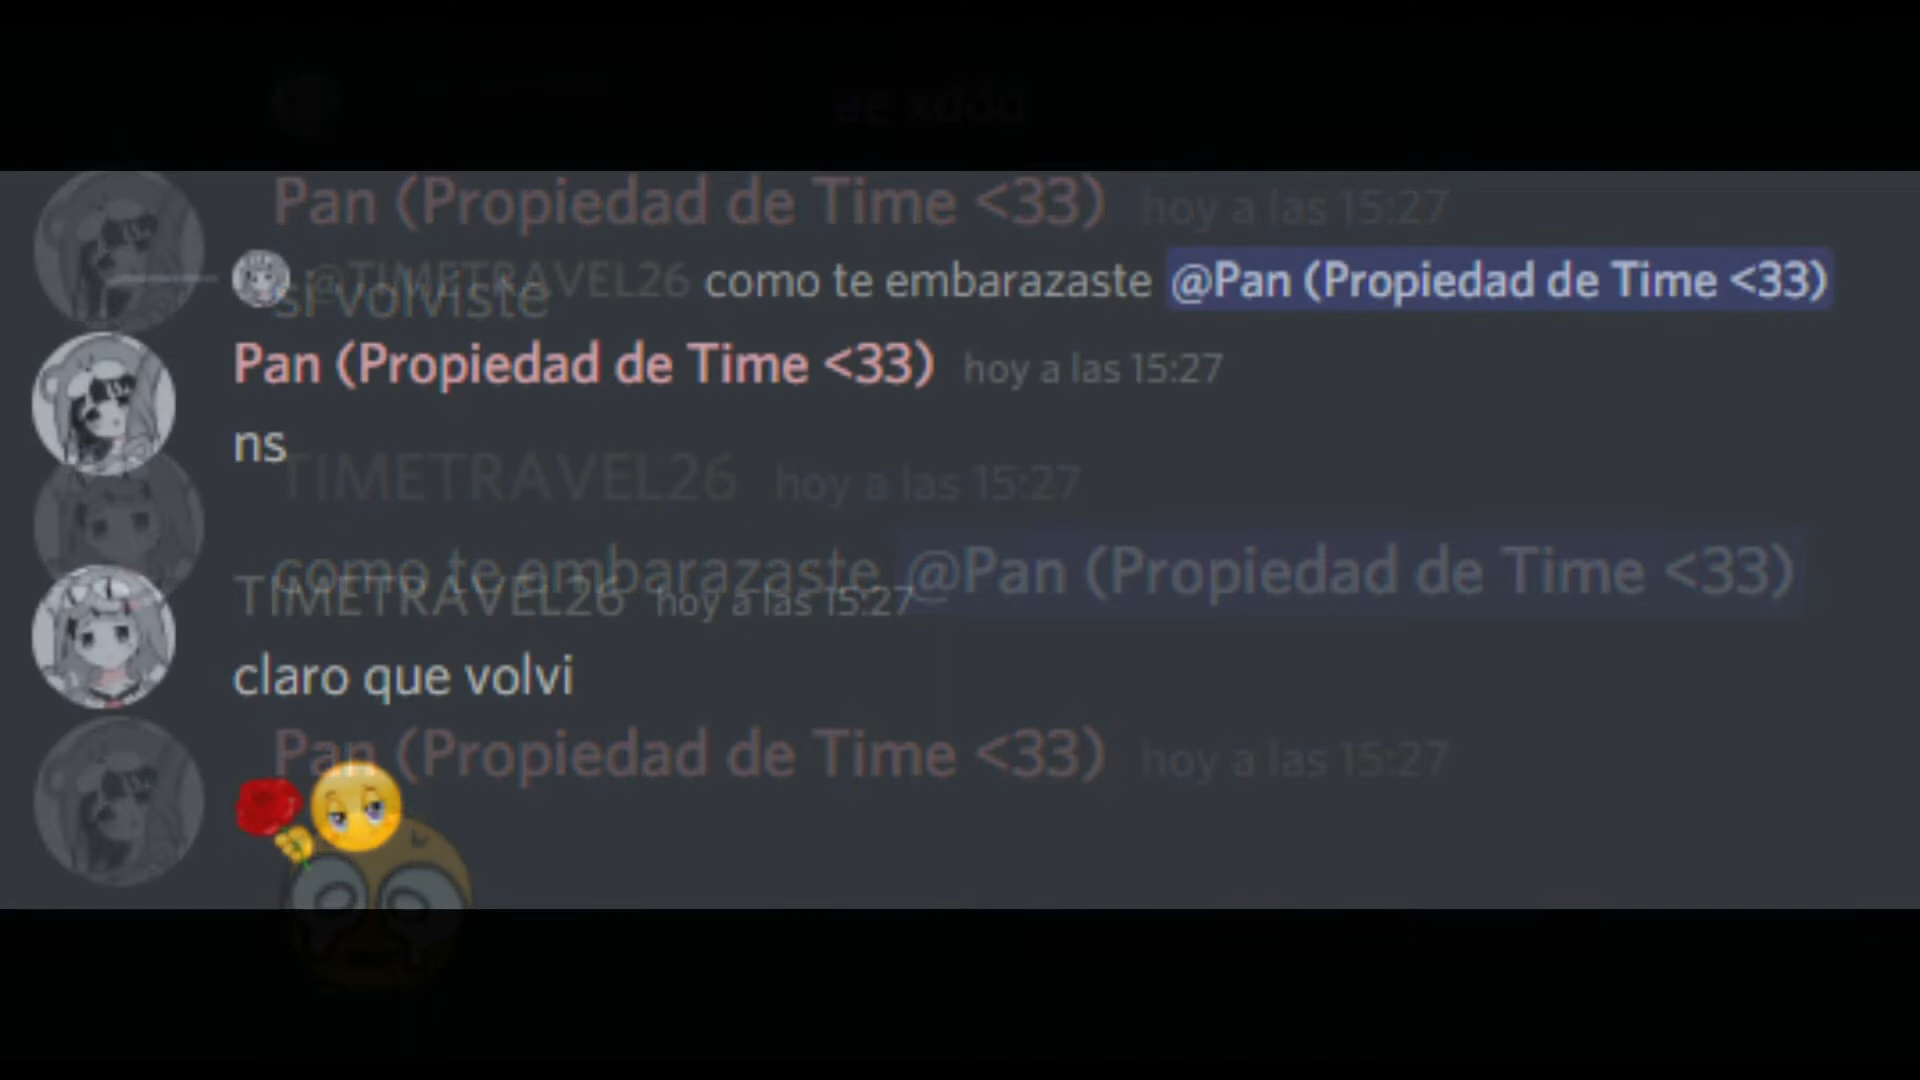 ae xddd
Pan (Propiedad de Time <33) hoy a las 15:27
si volviste
@TIMETRAVEL26 como te embarazaste @Pan (Propiedad de Time <33)
Pan (Propiedad de Time <33) hoy a las 15:27
ns
TIMETRAVEL26 hoy a las 15:27
como te embarazaste @Pan (Propiedad de Time <33)
TIMETRAVEL26 hoy a las 15:27
claro que volvi
Pan (Propiedad de Time <33) hoy a las 15:27